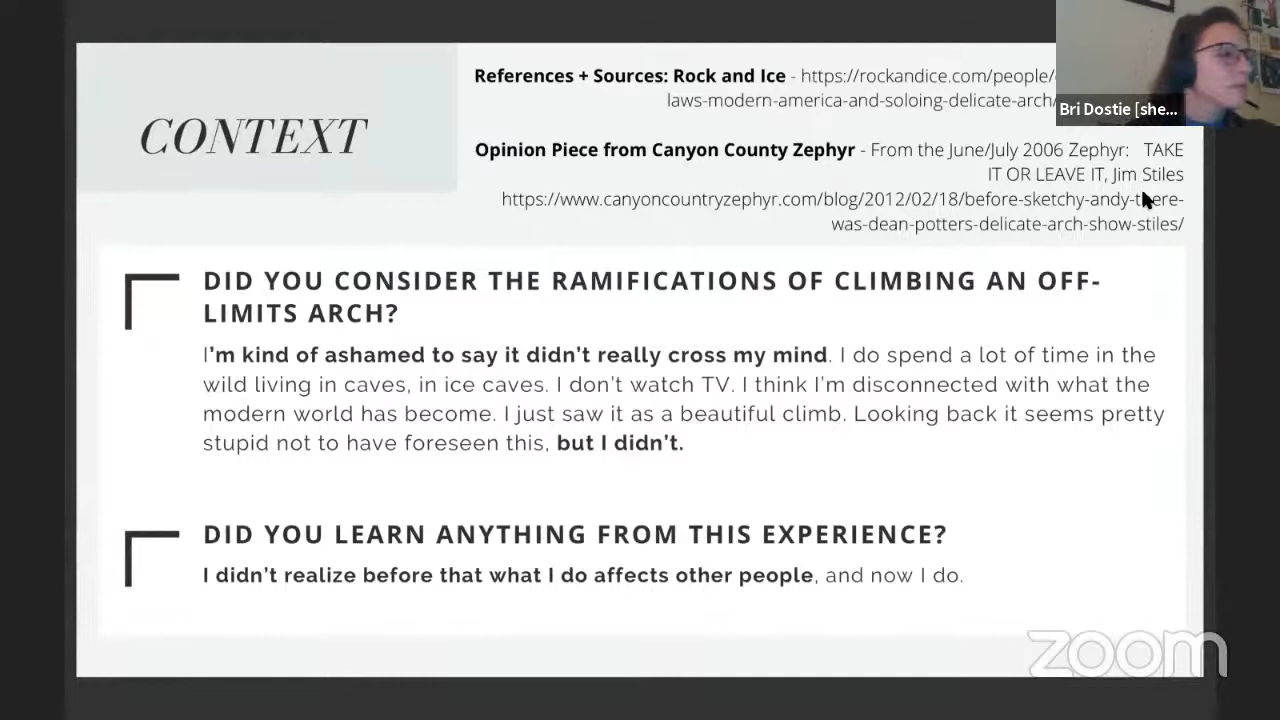 CONTEXT
References + Sources: Rock and Ice - https://rockandice.com/people/
laws-modern-america-and-soloing-delicate-arch/
Bri Dostie [she...
Opinion Piece from Canyon County Zephyr - From the June/July 2006 Zephyr: TAKE
IT OR LEAVE IT, Jim Stiles
https://www.canyoncountryzephyr.com/blog/2012/02/18/before-sketchy-andy-there-
was-dean-potters-delicate-arch-show-stiles/
DID YOU CONSIDER THE RAMIFICATIONS OF CLIMBING AN OFF-
LIMITS ARCH?
I'm kind of ashamed to say it didn't really cross my mind. I do spend a lot of time in the
wild living in caves, in ice caves. I don't watch TV. I think I'm disconnected with what the
modern world has become. I just saw it as a beautiful climb. Looking back it seems pretty
stupid not to have foreseen this, but I didn't.
DID YOU LEARN ANYTHING FROM THIS EXPERIENCE?
I didn't realize before that what I do affects other people, and now I do.
zoom